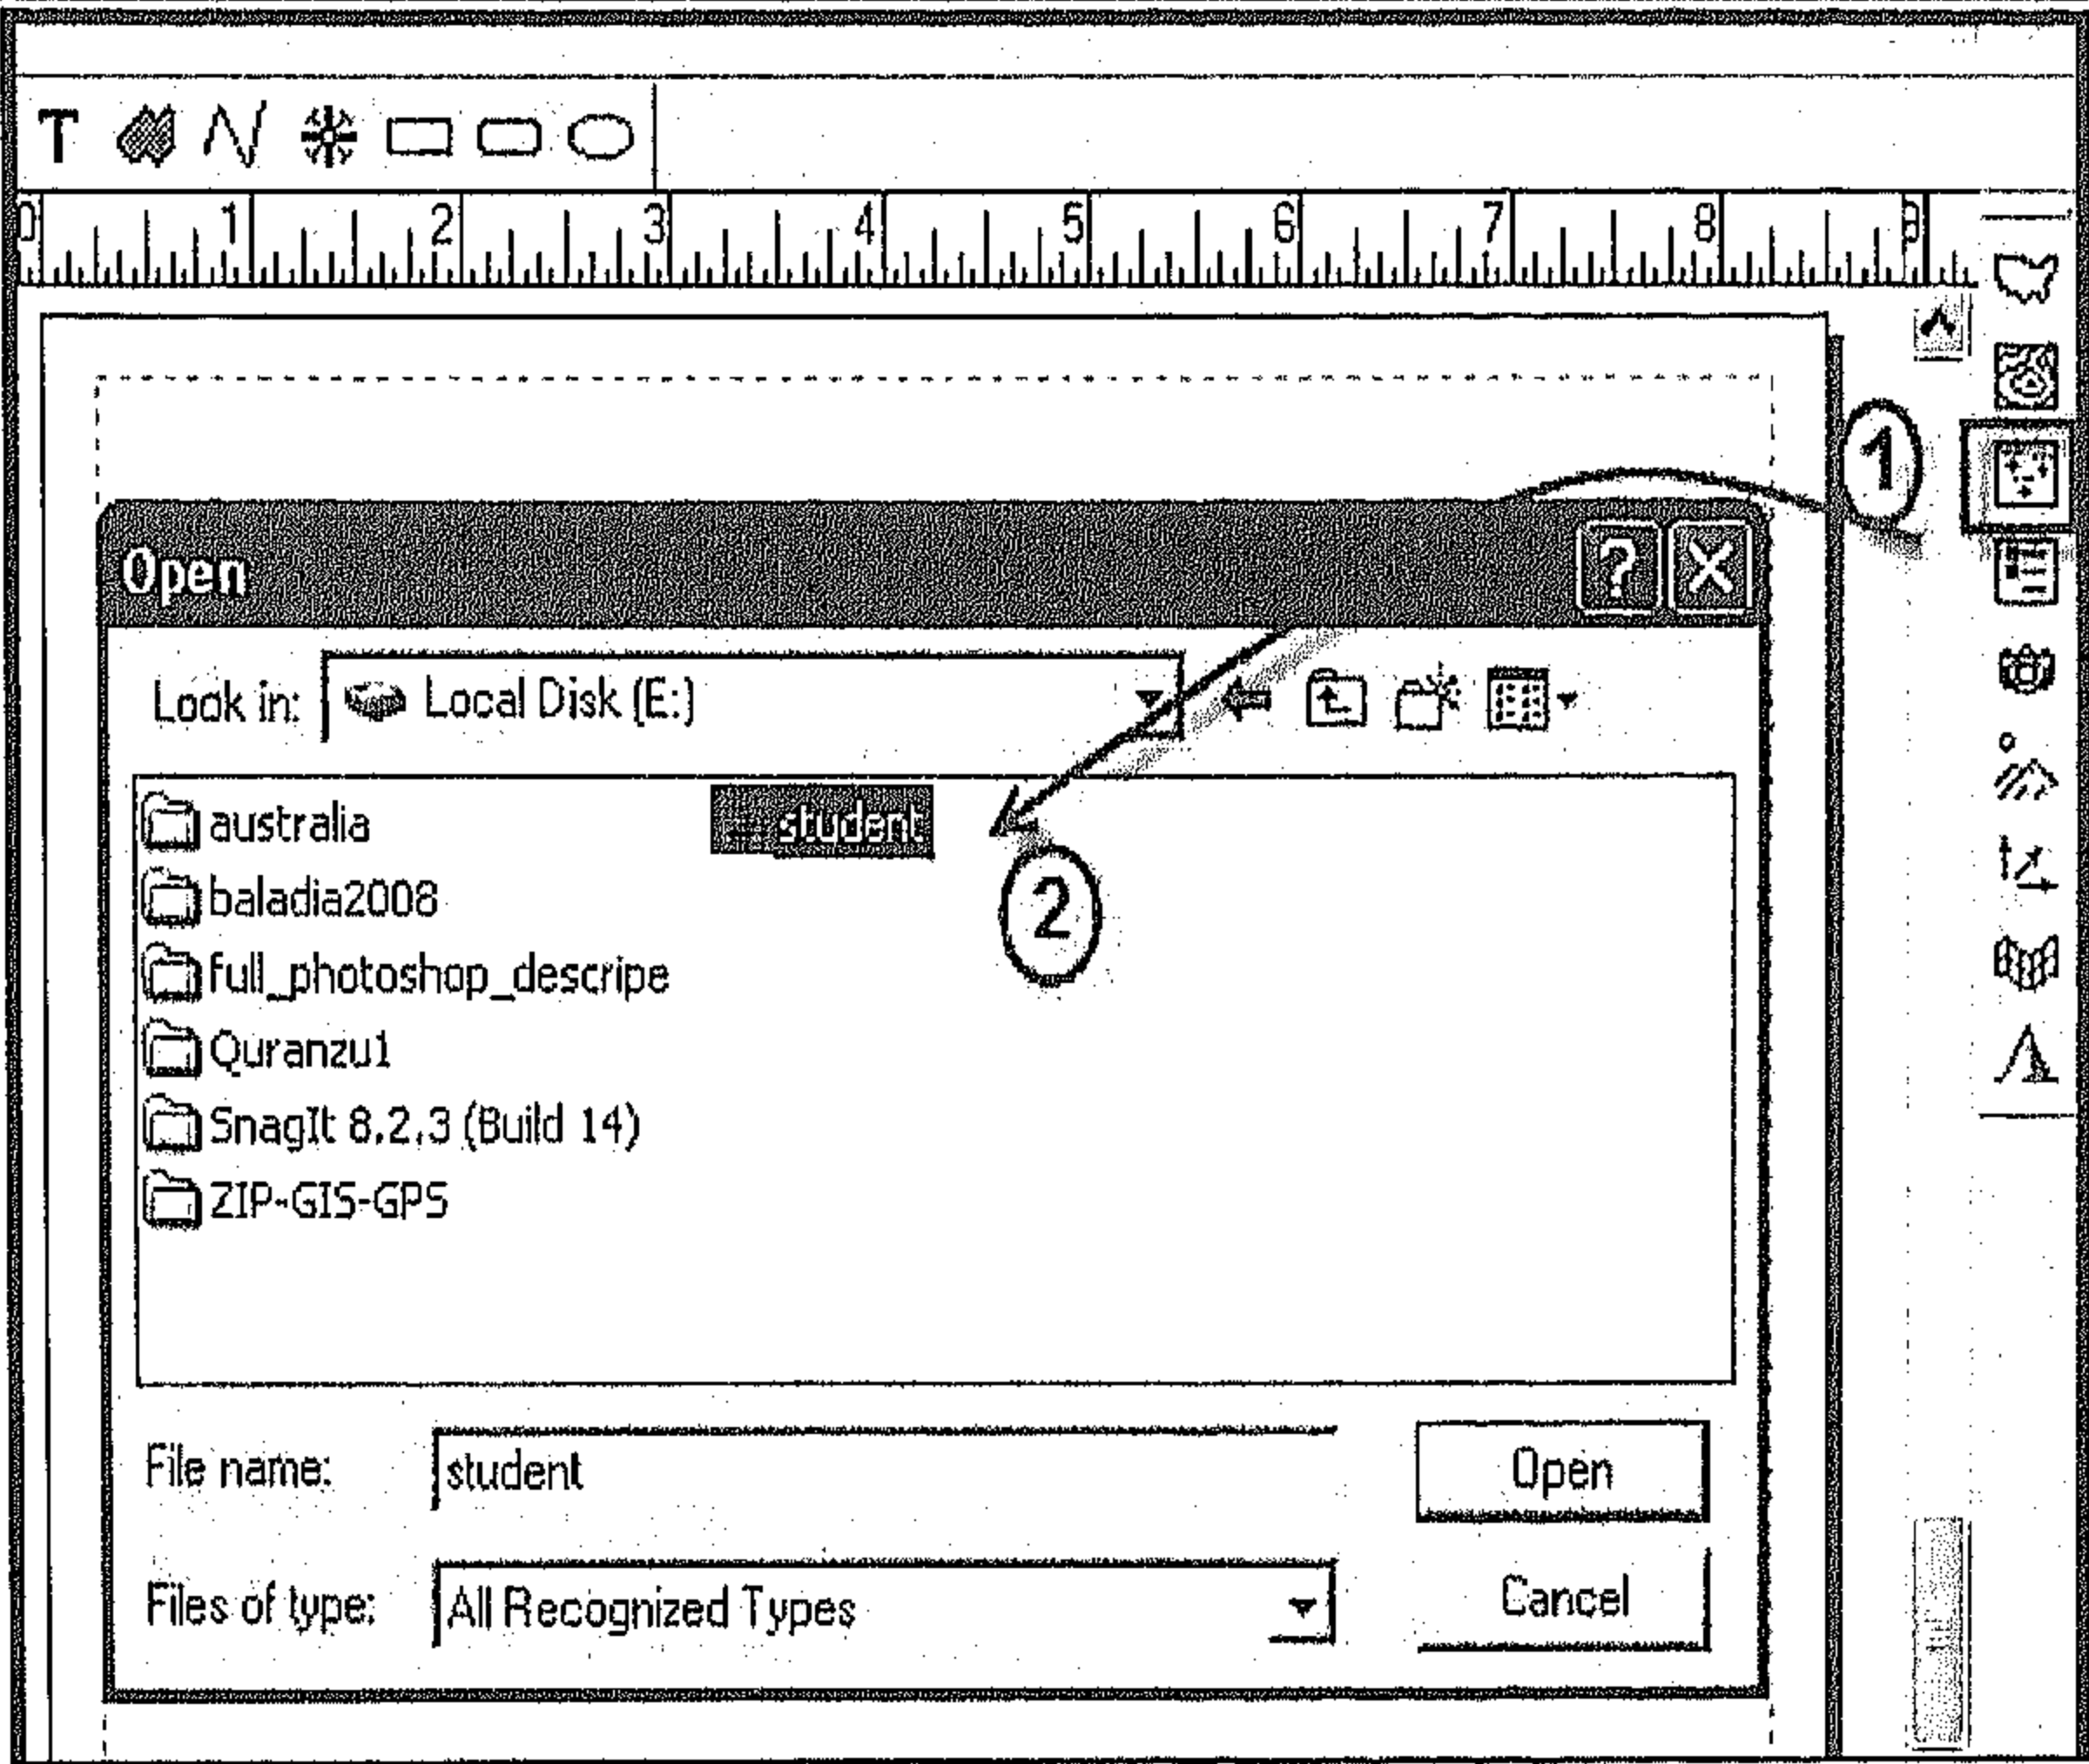 T
0 1 2 3 4 5 6 7 8 9
1
Open
Look in: Local Disk (E:)
australia
student
baladia2008
2
full_photoshop_descripe
Quranzu1
SnagIt 8.2.3 (Build 14)
ZIP-GIS-GPS
File name: student
Open
Files of type: All Recognized Types
Cancel